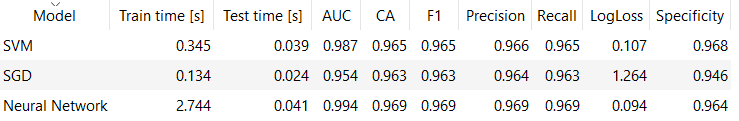 Model Train time [s] Test time [s] AUC CA F1 Precision Recall LogLoss Specificity
SVM 0.345 0.039 0.987 0.965 0.965 0.966 0.965 0.107 0.968
SGD 0.134 0.024 0.954 0.963 0.963 0.964 0.963 1.264 0.946
Neural Network 2.744 0.041 0.994 0.969 0.969 0.969 0.969 0.094 0.964